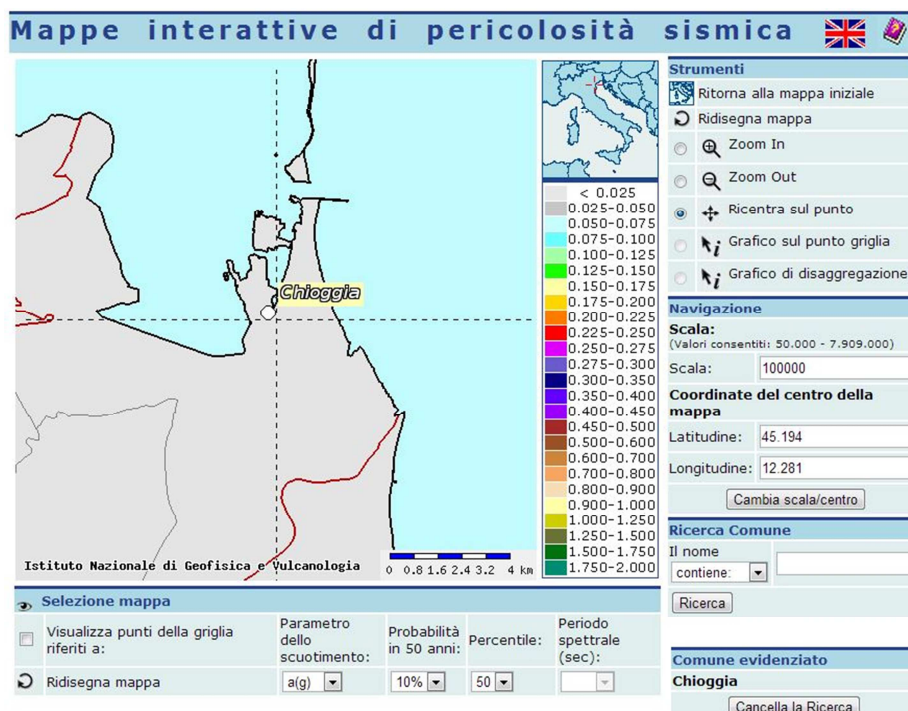 Mappe interattive di pericolosità sismica
Chioggia
Istituto Nazionale di Geofisica e Vulcanologia
0 0.8 1.6 2.4 3.2 4 km
< 0.025
0.025-0.050
0.050-0.075
0.075-0.100
0.100-0.125
0.125-0.150
0.150-0.175
0.175-0.200
0.200-0.225
0.225-0.250
0.250-0.275
0.275-0.300
0.300-0.350
0.350-0.400
0.400-0.450
0.450-0.500
0.500-0.600
0.600-0.700
0.700-0.800
0.800-0.900
0.900-1.000
1.000-1.250
1.250-1.500
1.500-1.750
1.750-2.000
Strumenti
Ritorna alla mappa iniziale
Ridisegna mappa
Zoom In
Zoom Out
Ricentra sul punto
Grafico sul punto griglia
Grafico di disaggregazione
Navigazione
Scala:
(Valori consentiti: 50.000 - 7.909.000)
Scala: 100000
Coordinate del centro della
mappa
Latitudine: 45.194
Longitudine: 12.281
Cambia scala/centro
Ricerca Comune
Il nome
contiene:
Ricerca
Comune evidenziato
Chioggia
Cancella la Ricerca
Selezione mappa
Visualizza punti della griglia
riferiti a:
Parametro
dello
scuotimento:
Probabilità
in 50 anni:
Percentile:
Periodo
spettrale
(sec):
Ridisegna mappa a(g) 10% 50